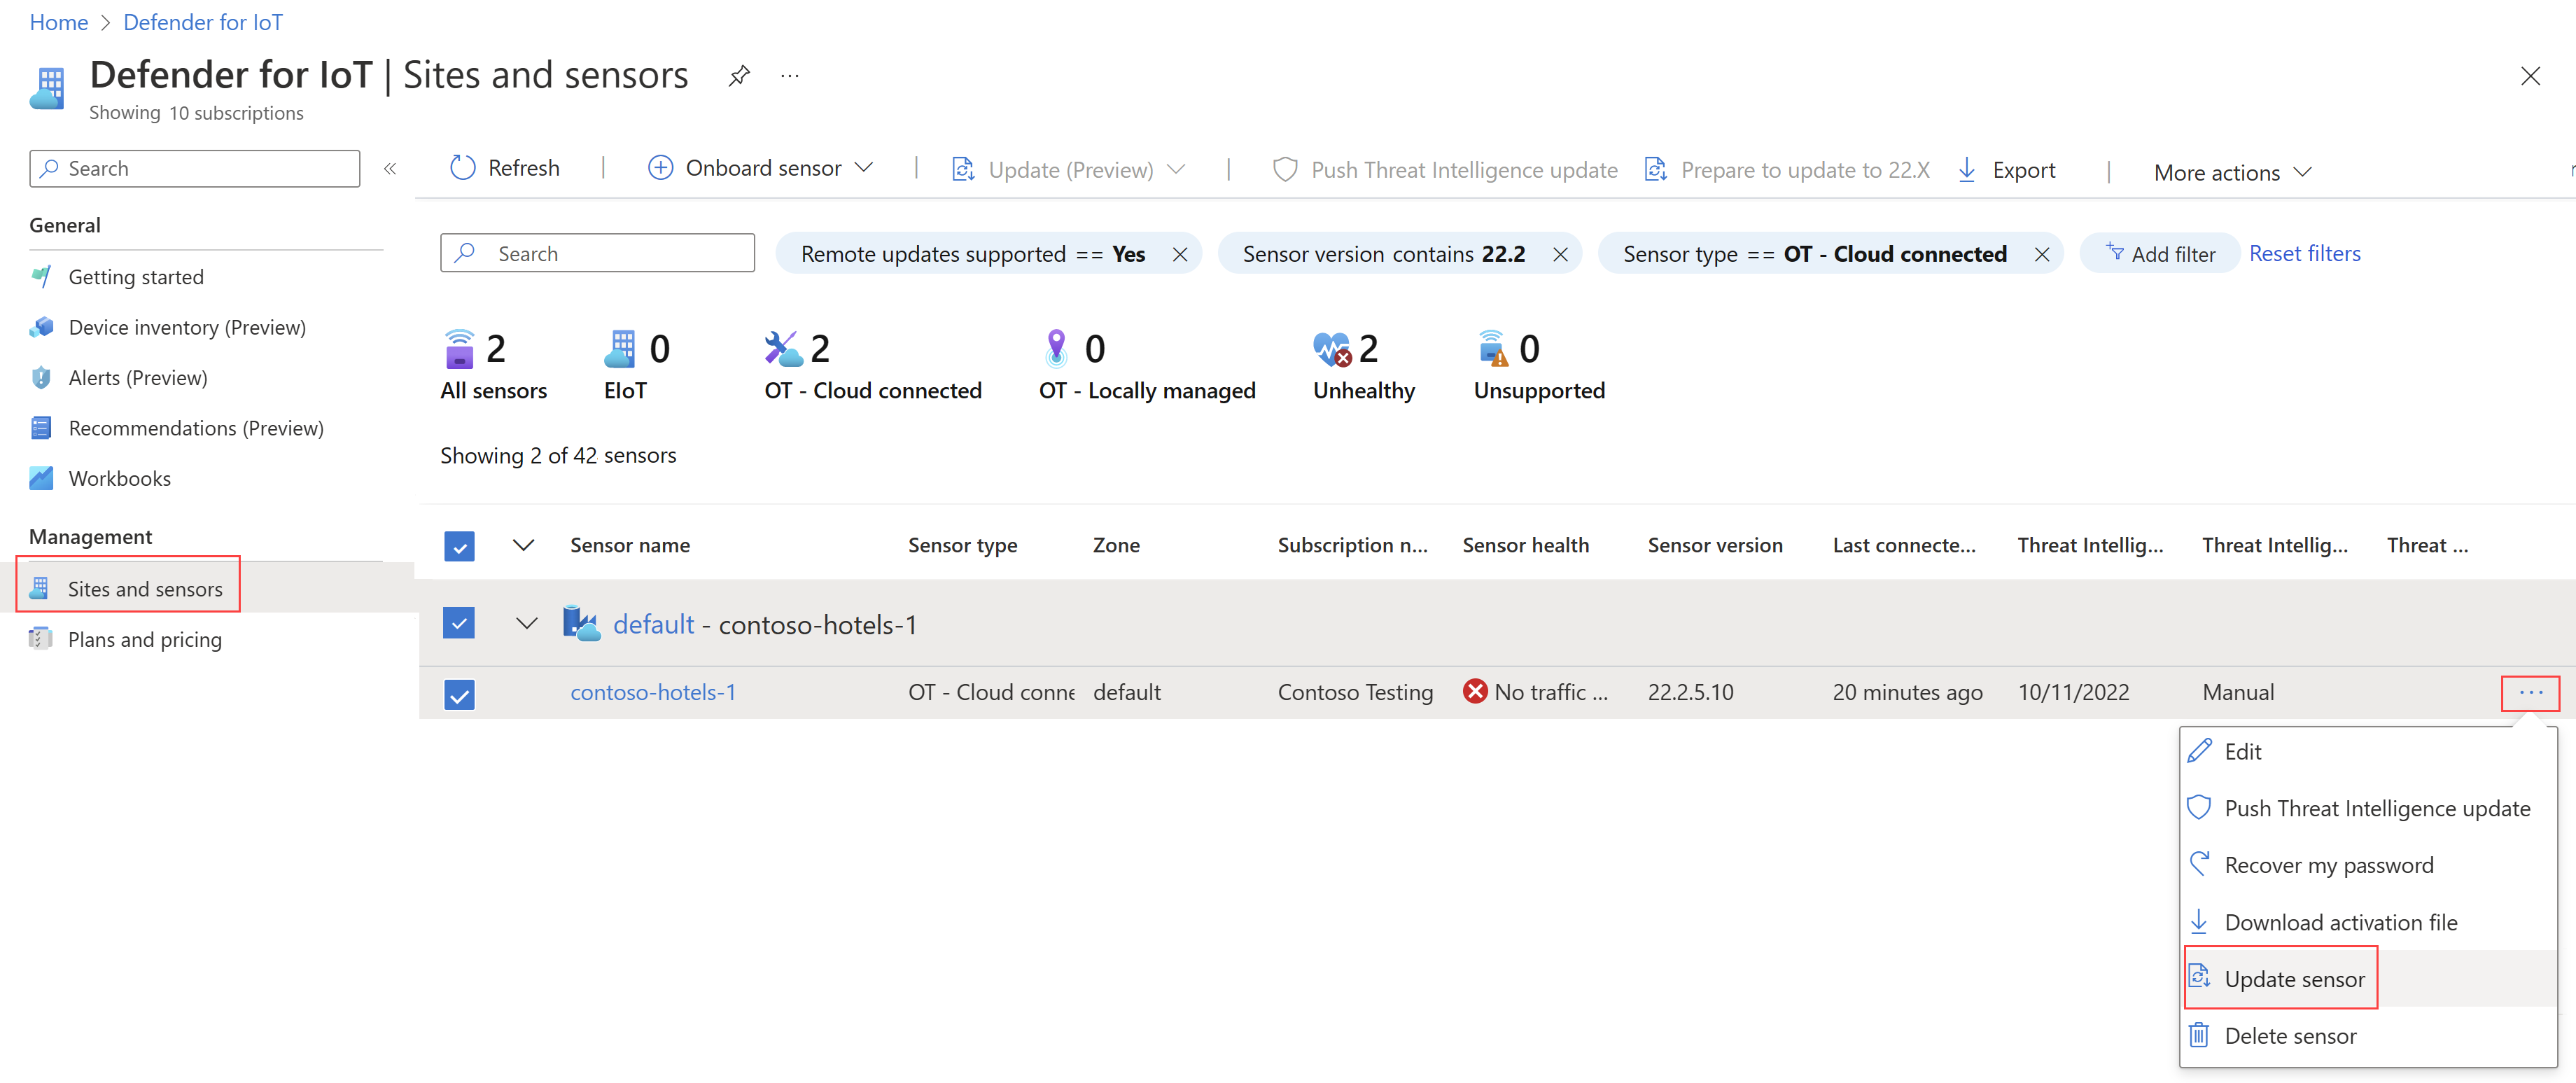 Home > Defender for IoT
Defender for IoT | Sites and sensors ...
Showing 10 subscriptions
Search «
Refresh | Onboard sensor | Update (Preview) | Push Threat Intelligence update Prepare to update to 22.X Export | More actions
General
Getting started
Device inventory (Preview)
Alerts (Preview)
Recommendations (Preview)
Workbooks
Management
Sites and sensors
Plans and pricing
Search Remote updates supported == Yes Sensor version contains 22.2 Sensor type == OT - Cloud connected Add filter Reset filters
2 0 2 0 2 0
All sensors EIoT OT - Cloud connected OT - Locally managed Unhealthy Unsupported
Showing 2 of 42 sensors
Sensor name Sensor type Zone Subscription n... Sensor health Sensor version Last connecte... Threat Intellig... Threat Intellig... Threat ...
default - contoso-hotels-1
contoso-hotels-1 OT - Cloud conne default Contoso Testing No traffic ... 22.2.5.10 20 minutes ago 10/11/2022 Manual ...
Edit
Push Threat Intelligence update
Recover my password
Download activation file
Update sensor
Delete sensor